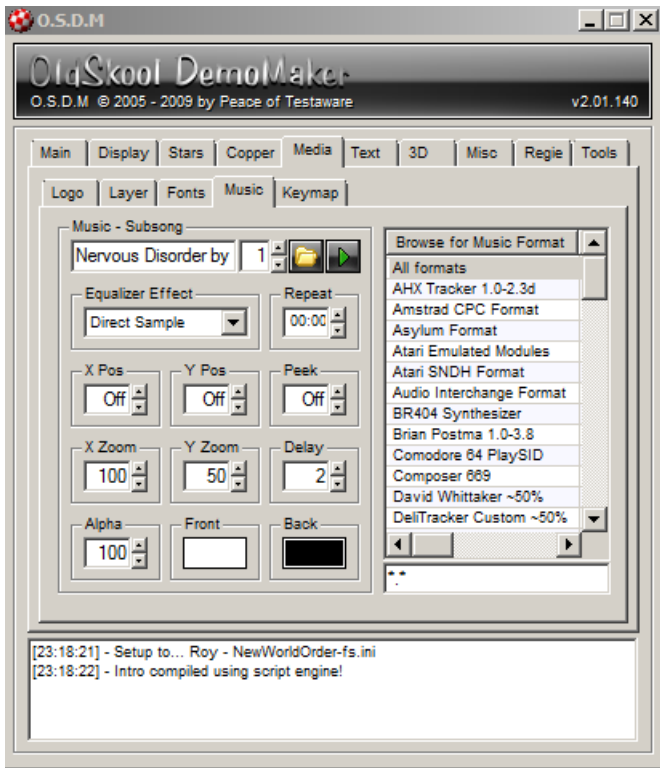 O.S.D.M
OldSkool DemoMaker
O.S.D.M © 2005 - 2009 by Peace of Testaware v2.01.140
Main Display Stars Copper Media Text 3D Misc Regie Tools
Logo Layer Fonts Music Keymap
Music - Subsong
Nervous Disorder by 1
Equalizer Effect Repeat
Direct Sample 00:00
X Pos Y Pos Peek
Off Off Off
X Zoom Y Zoom Delay
100 50 2
Alpha Front Back
100
Browse for Music Format
All formats
AHX Tracker 1.0-2.3d
Amstrad CPC Format
Asylum Format
Atari Emulated Modules
Atari SNDH Format
Audio Interchange Format
BR404 Synthesizer
Brian Postma 1.0-3.8
Comodore 64 PlaySID
Composer 669
David Whittaker ~50%
DeliTracker Custom ~50%
*.*
[23:18:21] - Setup to... Roy - NewWorldOrder-fs.ini
[23:18:22] - Intro compiled using script engine!